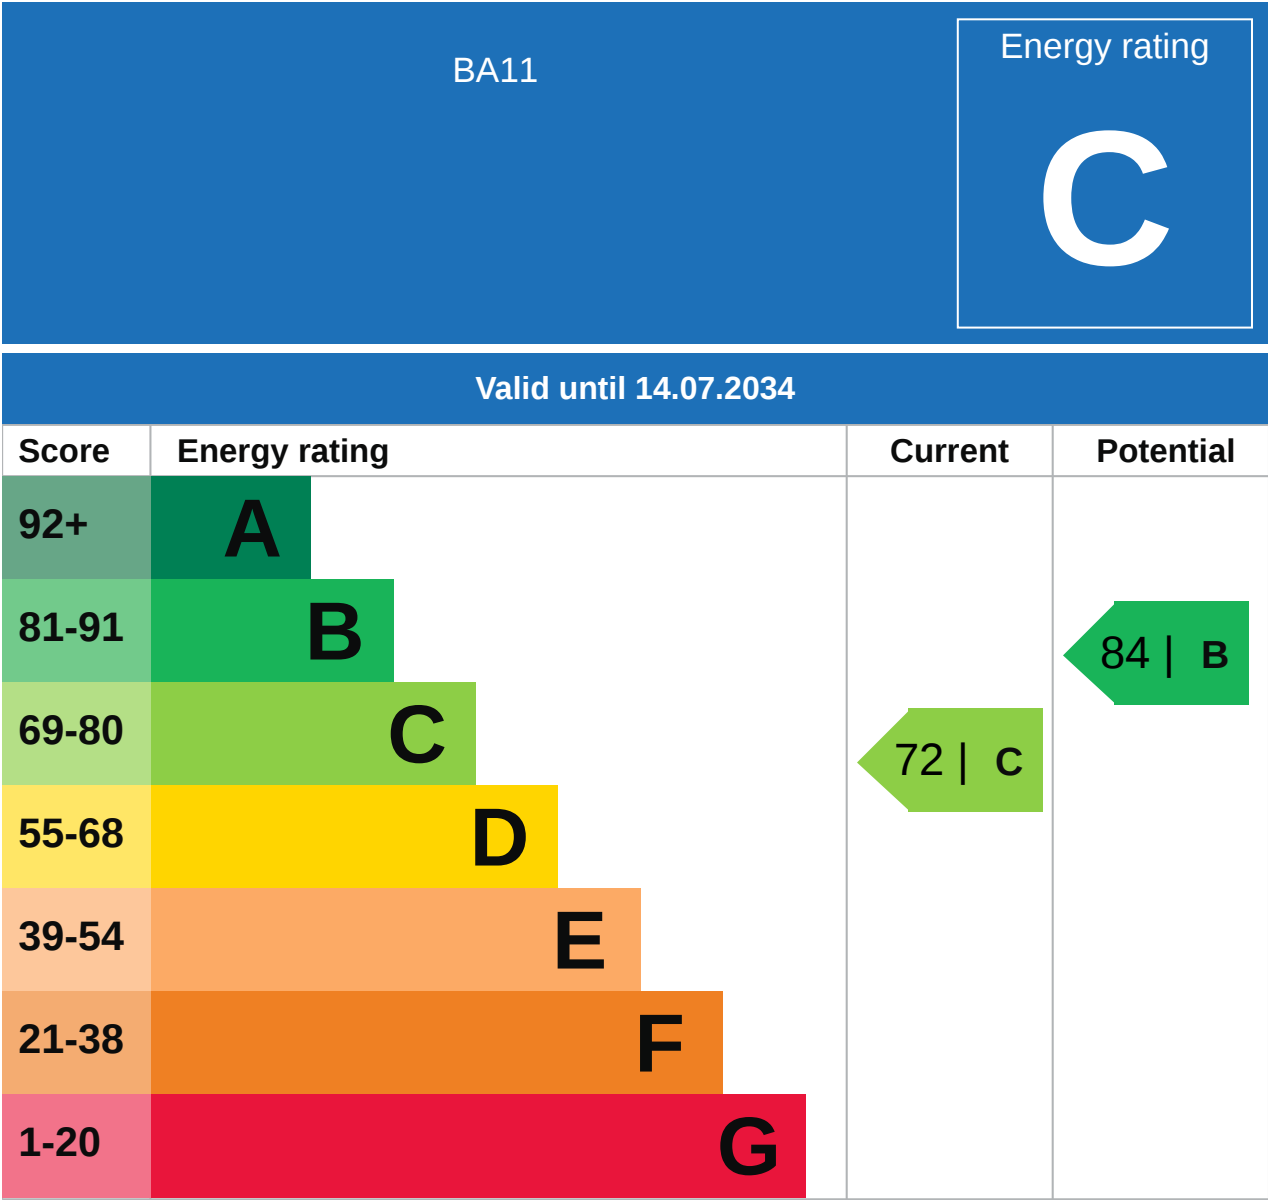 BA11
Energy rating
C
Valid until 14.07.2034
Score Energy rating Current Potential
92+ A
81-91 B 84 | B
69-80 C 72 | C
55-68 D
39-54 E
21-38 F
1-20 G